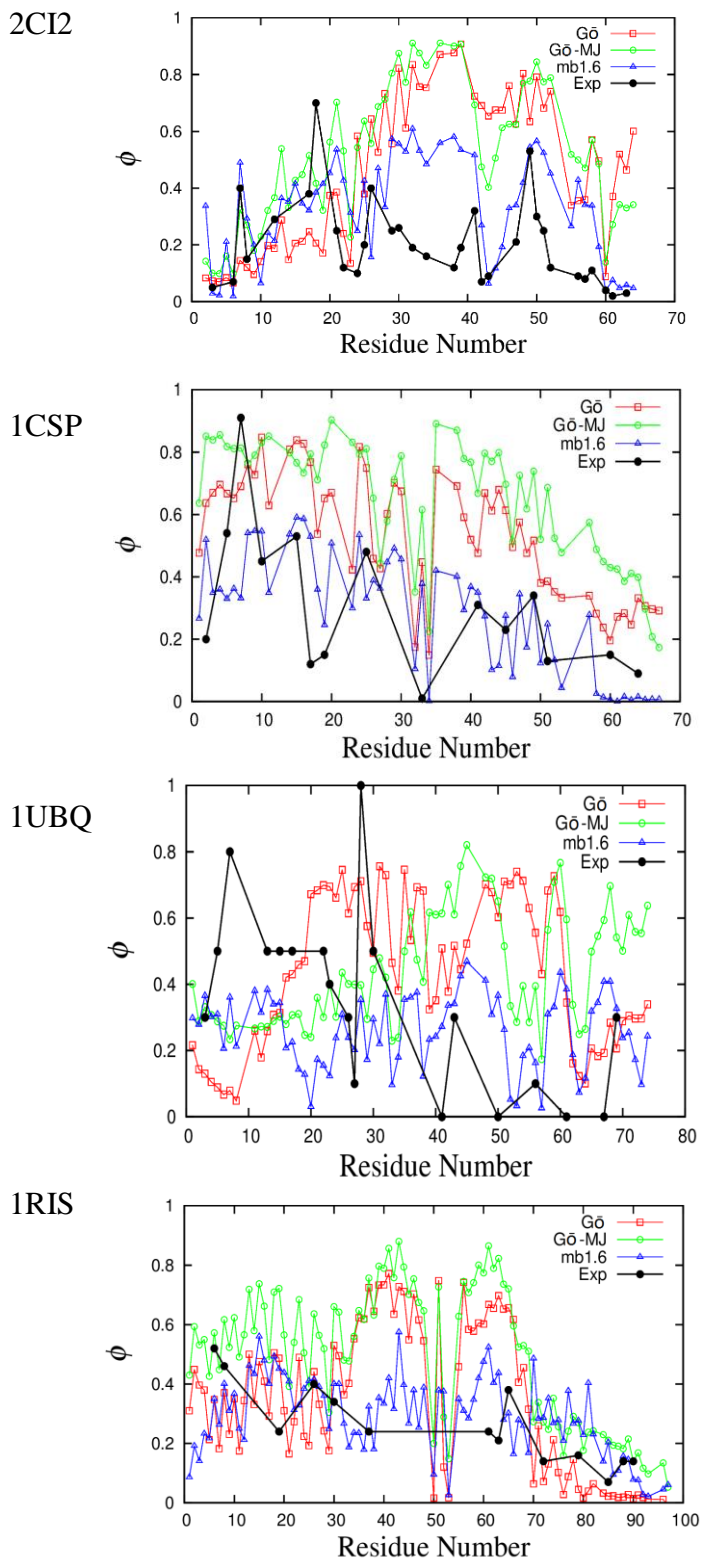 2CI2
Gō
Gō-MJ
mb1.6
Exp
1
0.8
0.6
0.4
0.2
0
ϕ
0 10 20 30 40 50 60 70
Residue Number
1CSP
Gō
Gō-MJ
mb1.6
Exp
1
0.8
0.6
0.4
0.2
0
ϕ
0 10 20 30 40 50 60 70
Residue Number
1UBQ
Gō
Gō-MJ
mb1.6
Exp
1
0.8
0.6
0.4
0.2
0
ϕ
0 10 20 30 40 50 60 70 80
Residue Number
1RIS
Gō
Gō-MJ
mb1.6
Exp
1
0.8
0.6
0.4
0.2
0
ϕ
0 10 20 30 40 50 60 70 80 90 100
Residue Number